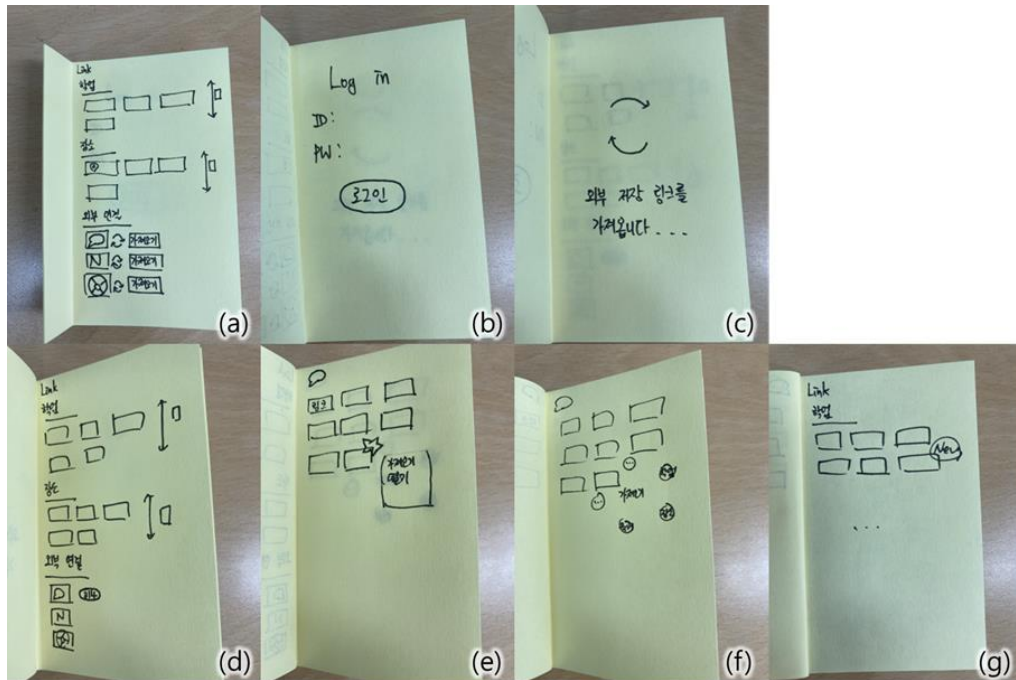 Link
학업
장소
외부 연결
가져오기
N
가져오기
가져오기
(a)
Log in
ID:
PW:
로그인
(b)
외부 저장 링크를
가져옵니다...
(c)
Link
학업
장소
외부 연결
N
(d)
링크
가져오기
열기
(e)
가져오기
(f)
Link
학업
New
...
(g)